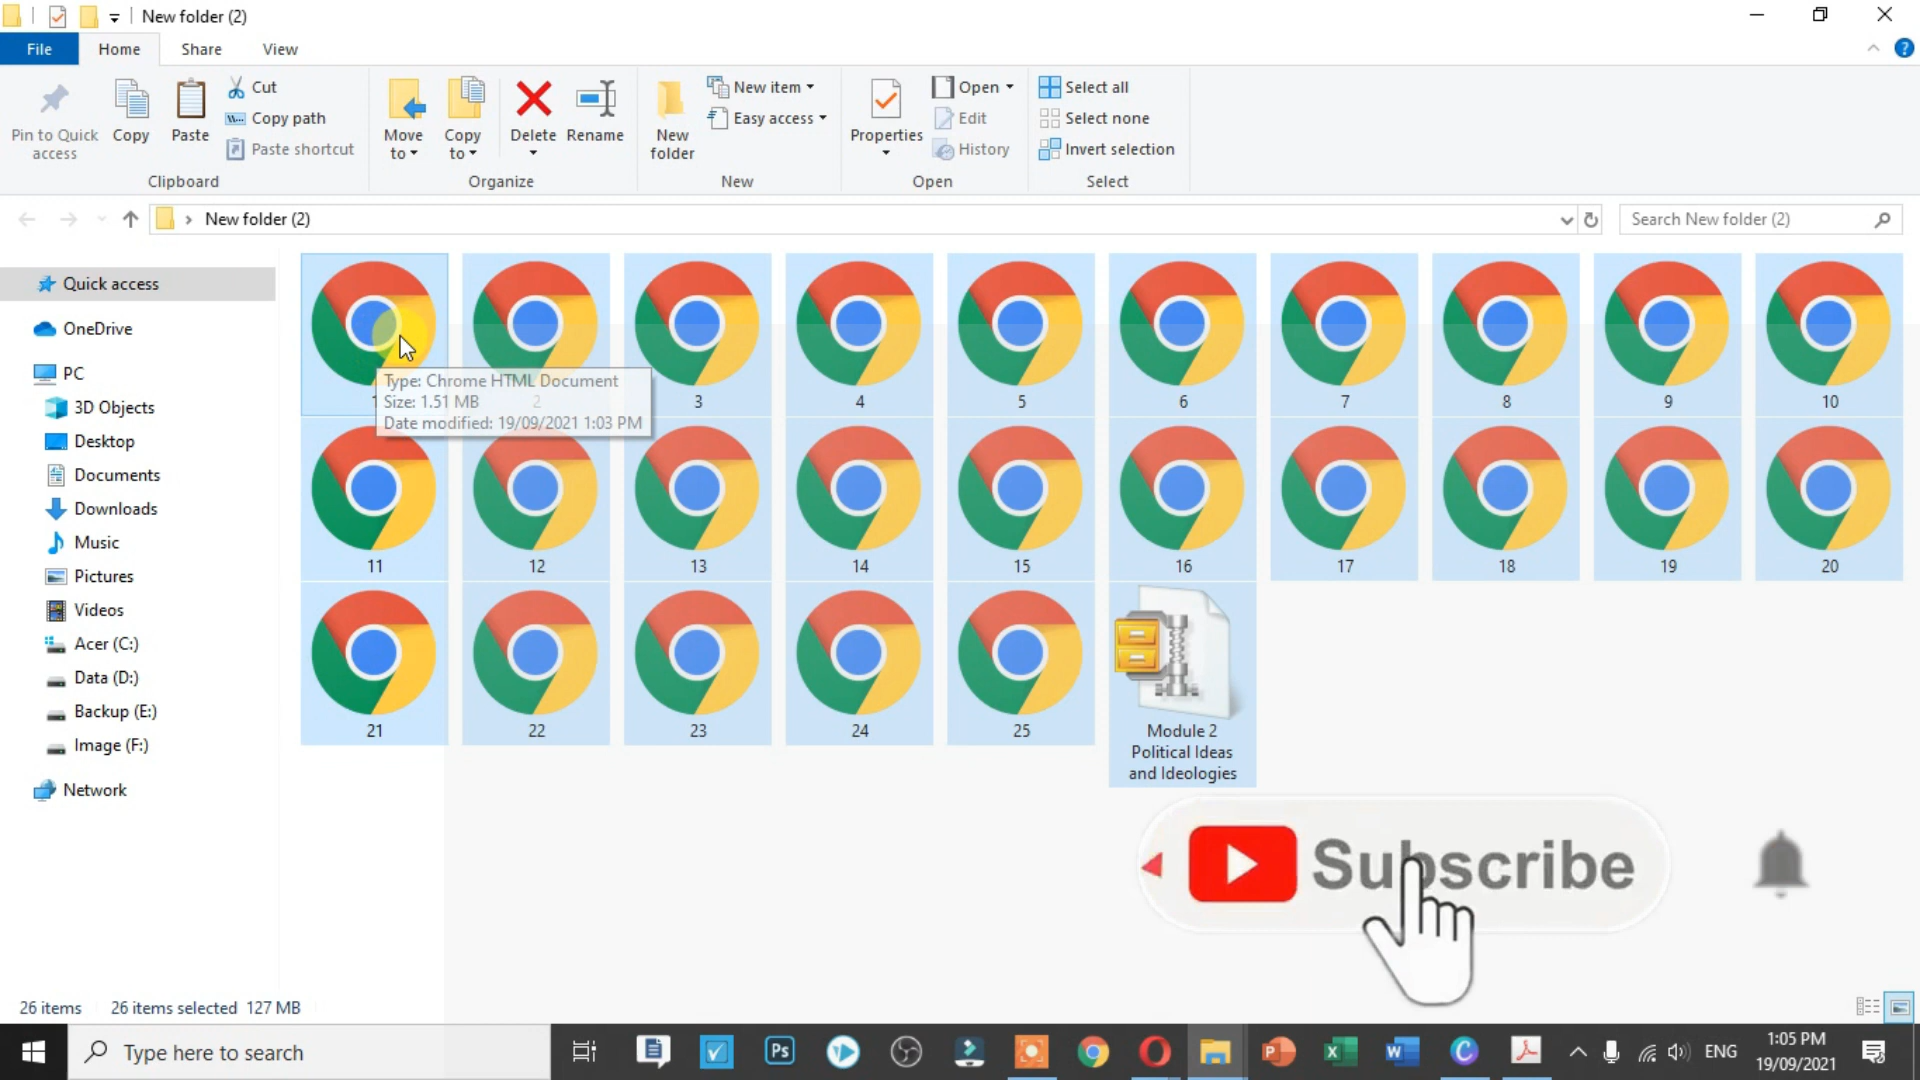 New folder (2)
File Home Share View
Pin to Quick access
Copy
Paste
Cut
Copy path
Paste shortcut
Clipboard
Move to
Copy to
Delete
Rename
Organize
New folder
New item
Easy access
New
Properties
Open
Edit
History
Open
Select all
Select none
Invert selection
Select
New folder (2)
Search New folder (2)
Quick access
OneDrive
PC
3D Objects
Desktop
Documents
Downloads
Music
Pictures
Videos
Acer (C:)
Data (D:)
Backup (E:)
Image (F:)
Network
Type: Chrome HTML Document
Size: 1.51 MB
Date modified: 19/09/2021 1:03 PM
1 2 3 4 5 6 7 8 9 10
11 12 13 14 15 16 17 18 19 20
21 22 23 24 25
Module 2
Political Ideas
and Ideologies
Subscribe
26 items 26 items selected 127 MB
Type here to search
Ps
ENG
1:05 PM
19/09/2021